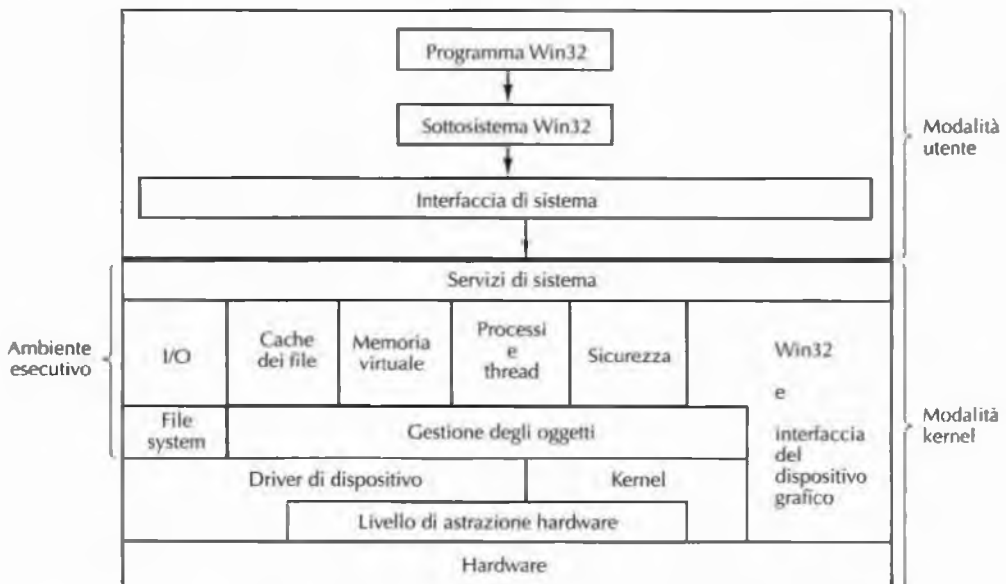 Programma Win32
Sottosistema Win32
Modalità
utente
Interfaccia di sistema
Servizi di sistema
Ambiente
esecutivo
I/O
Cache
dei file
Memoria
virtuale
Processi
e
thread
Sicurezza
Win32
e
interfaccia
del
dispositivo
grafico
File
system
Gestione degli oggetti
Modalità
kernel
Driver di dispositivo
Kernel
Livello di astrazione hardware
Hardware